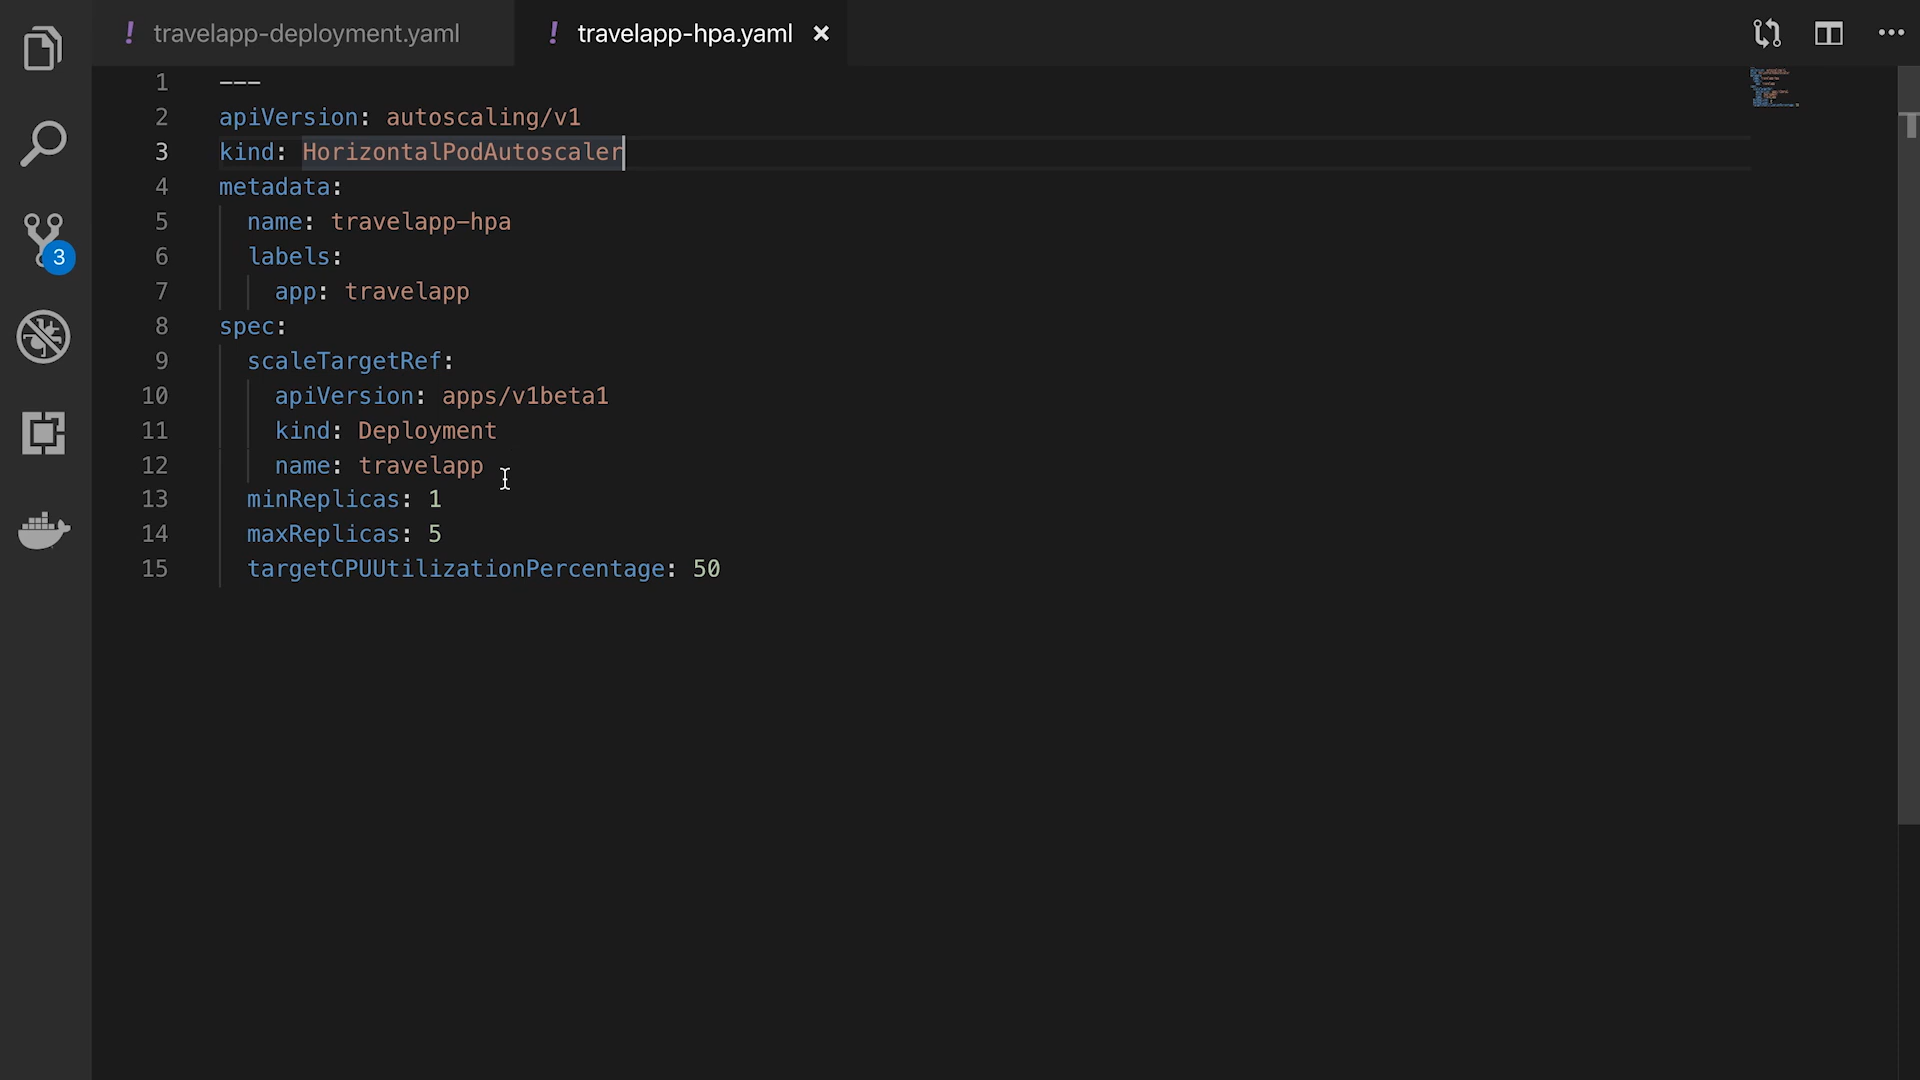 ! travelapp-deployment.yaml
! travelapp-hpa.yaml ×
1 ---
2 apiVersion: autoscaling/v1
3 kind: HorizontalPodAutoscaler
4 metadata:
5   name: travelapp-hpa
6   labels:
7     app: travelapp
8 spec:
9   scaleTargetRef:
10     apiVersion: apps/v1beta1
11     kind: Deployment
12     name: travelapp
13   minReplicas: 1
14   maxReplicas: 5
15   targetCPUUtilizationPercentage: 50
3